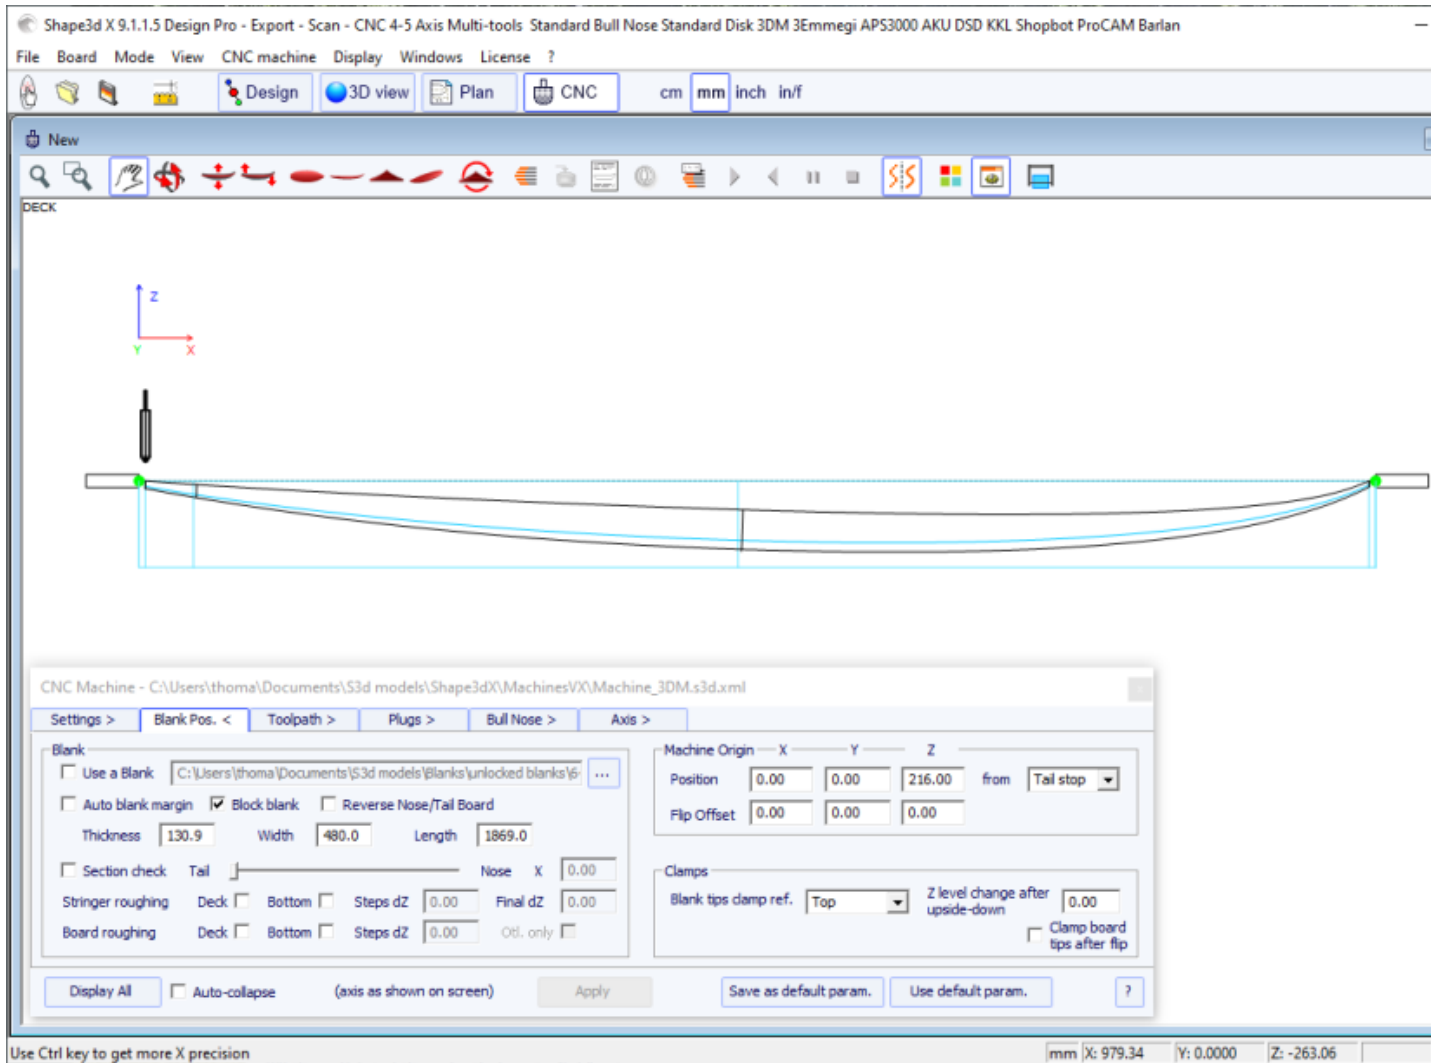 Shape3d X 9.1.1.5 Design Pro - Export - Scan - CNC 4-5 Axis Multi-tools Standard Bull Nose Standard Disk 3DM 3Emmegi APS3000 AKU DSD KKL Shopbot ProCAM Barlan
File Board Mode View CNC machine Display Windows License ?
Design 3D view Plan CNC cm mm inch in/f
New
DECK
Z
Y X
CNC Machine - C:\Users\thoma\Documents\S3d models\Shape3dX\MachinesVX\Machine_3DM.s3d.xml
Settings > Blank Pos. < Toolpath > Plugs > Bull Nose > Axis >
Blank
Use a Blank C:\Users\thoma\Documents\S3d models\Blanks\unlocked blanks\6- ...
Auto blank margin Block blank Reverse Nose/Tail Board
Thickness 130.9 Width 480.0 Length 1869.0
Section check Tail Nose X 0.00
Stringer roughing Deck Bottom Steps dZ 0.00 Final dZ 0.00
Board roughing Deck Bottom Steps dZ 0.00 Otl. only
Machine Origin X Y Z
Position 0.00 0.00 216.00 from Tail stop
Flip Offset 0.00 0.00 0.00
Clamps
Blank tips clamp ref. Top Z level change after upside-down 0.00
Clamp board tips after flip
Display All Auto-collapse (axis as shown on screen) Apply Save as default param. Use default param. ?
Use Ctrl key to get more X precision mm X: 979.34 Y: 0.0000 Z: -263.06